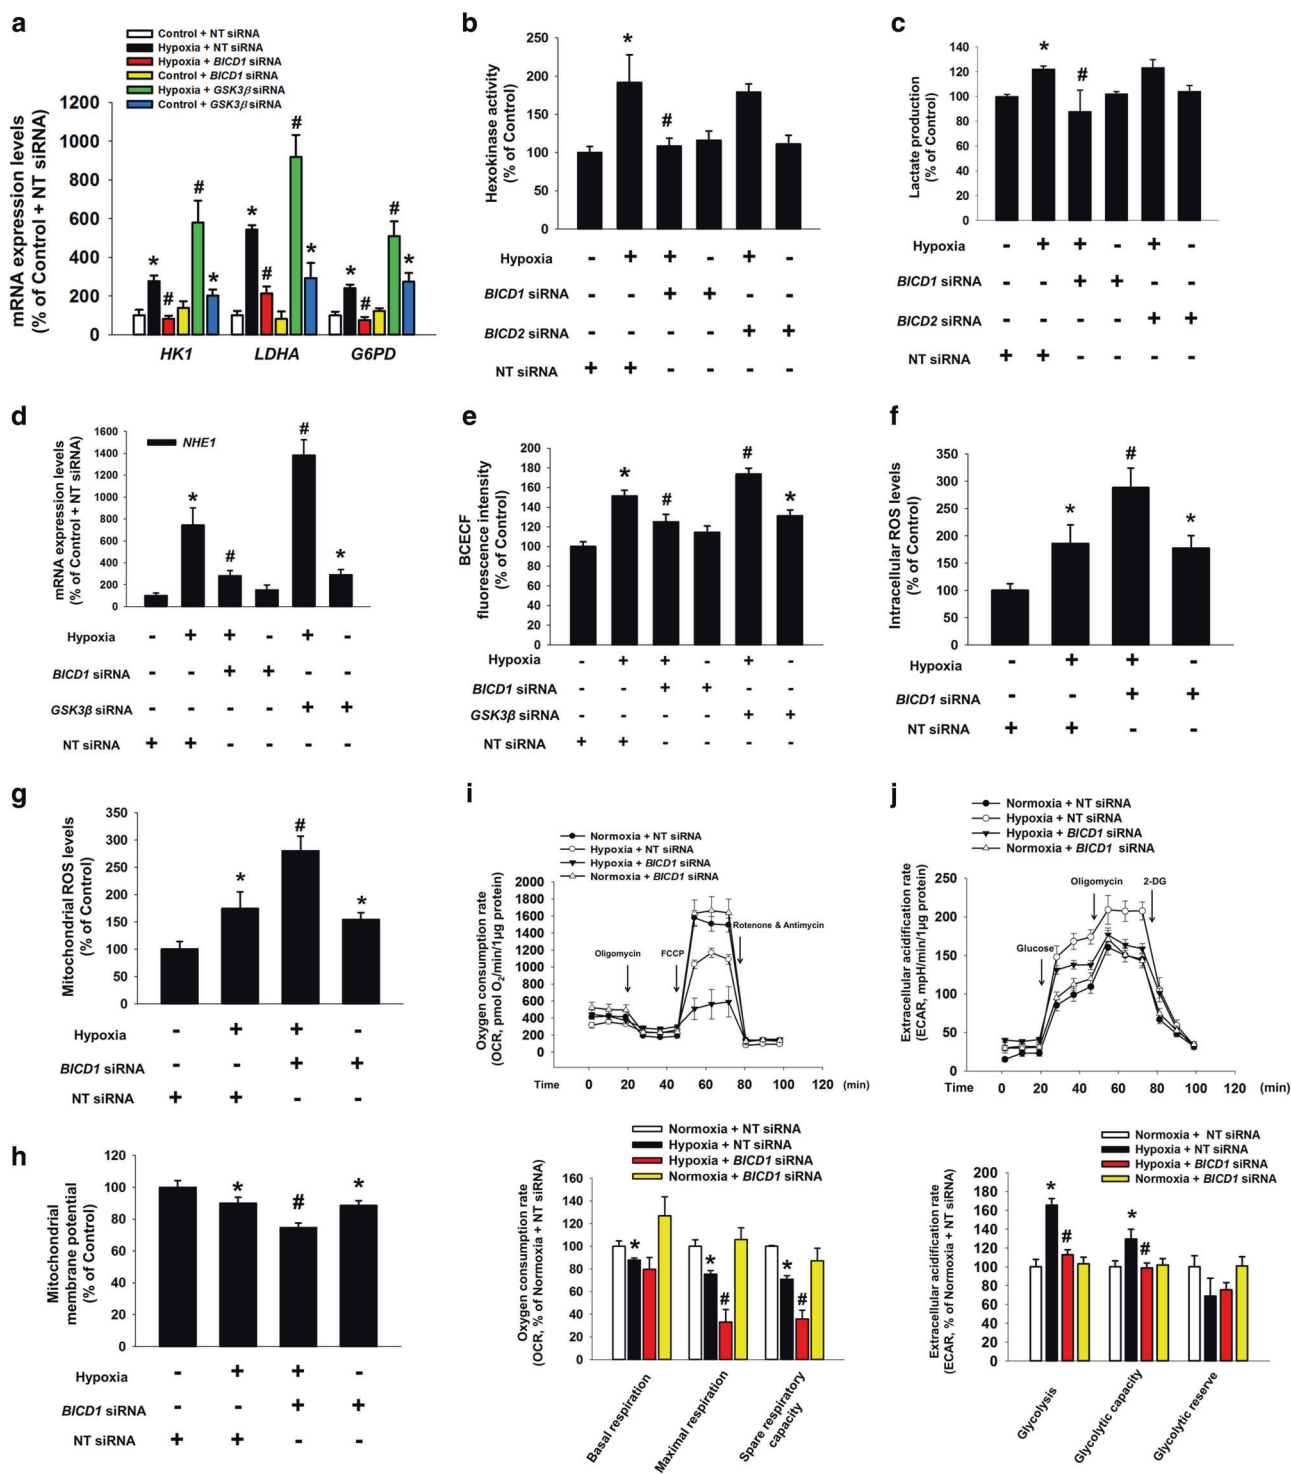 a
Control + NT siRNA
Hypoxia + NT siRNA
Hypoxia + BICD1 siRNA
Control + BICD1 siRNA
Hypoxia + GSK3β siRNA
Control + GSK3β siRNA
mRNA expression levels
(% of Control + NT siRNA)
1200
1000
800
600
400
200
0
* # # * * # # * * # # *
HK1 LDHA G6PD
b
Hexokinase activity
(% of Control)
250
200
150
100
50
0
* #
Hypoxia - + + - + -
BICD1 siRNA - - + + - -
BICD2 siRNA - - - - + +
NT siRNA + + - - - -
c
Lactate production
(% of Control)
140
120
100
80
60
40
20
0
* #
Hypoxia - + + - + -
BICD1 siRNA - - + + - -
BICD2 siRNA - - - - + +
NT siRNA + + - - - -
d
mRNA expression levels
(% of Control + NT siRNA)
NHE1
1600
1400
1200
1000
800
600
400
200
0
* # # *
Hypoxia - + + - + -
BICD1 siRNA - - + + - -
GSK3β siRNA - - - - + +
NT siRNA + + - - - -
e
BCECF
fluorescence intensity
(% of Control)
200
180
160
140
120
100
80
60
40
20
0
* # # *
Hypoxia - + + - + -
BICD1 siRNA - - + + - -
GSK3β siRNA - - - - + +
NT siRNA + + - - - -
f
Intracellular ROS levels
(% of Control)
350
300
250
200
150
100
50
0
* # *
Hypoxia - + + -
BICD1 siRNA - - + +
NT siRNA + + - -
g
Mitochondrial ROS levels
(% of Control)
350
300
250
200
150
100
50
0
* # *
Hypoxia - + + -
BICD1 siRNA - - + +
NT siRNA + + - -
h
Mitochondrial
membrane potential
(% of Control)
120
100
80
60
40
20
0
* # *
Hypoxia - + + -
BICD1 siRNA - - + +
NT siRNA + + - -
i
Normoxia + NT siRNA
Hypoxia + NT siRNA
Hypoxia + BICD1 siRNA
Normoxia + BICD1 siRNA
Oxygen consumption rate
(OCR, pmol O2/min/1μg protein)
2000
1800
1600
1400
1200
1000
800
600
400
200
0
Oligomycin
FCCP
Rotenone & Antimycin
Time 0 20 40 60 80 100 120 (min)
Normoxia + NT siRNA
Hypoxia + NT siRNA
Hypoxia + BICD1 siRNA
Normoxia + BICD1 siRNA
Oxygen consumption rate
(OCR, % of Normoxia + NT siRNA)
160
140
120
100
80
60
40
20
0
* * # * #
Basal respiration
Maximal respiration
Spare respiratory
capacity
j
Normoxia + NT siRNA
Hypoxia + NT siRNA
Hypoxia + BICD1 siRNA
Normoxia + BICD1 siRNA
Extracellular acidification rate
(ECAR, mpH/min/1μg protein)
250
200
150
100
50
0
Glucose
Oligomycin
2-DG
Time 0 20 40 60 80 100 120 (min)
Normoxia + NT siRNA
Hypoxia + NT siRNA
Hypoxia + BICD1 siRNA
Normoxia + BICD1 siRNA
Extracellular acidification rate
(ECAR, % of Normoxia + NT siRNA)
200
180
160
140
120
100
80
60
40
20
0
* # * #
Glycolysis
Glycolytic capacity
Glycolytic reserve